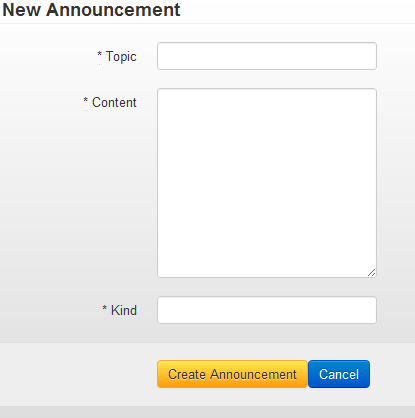 New Announcement
* Topic
* Content
* Kind
Create Announcement Cancel